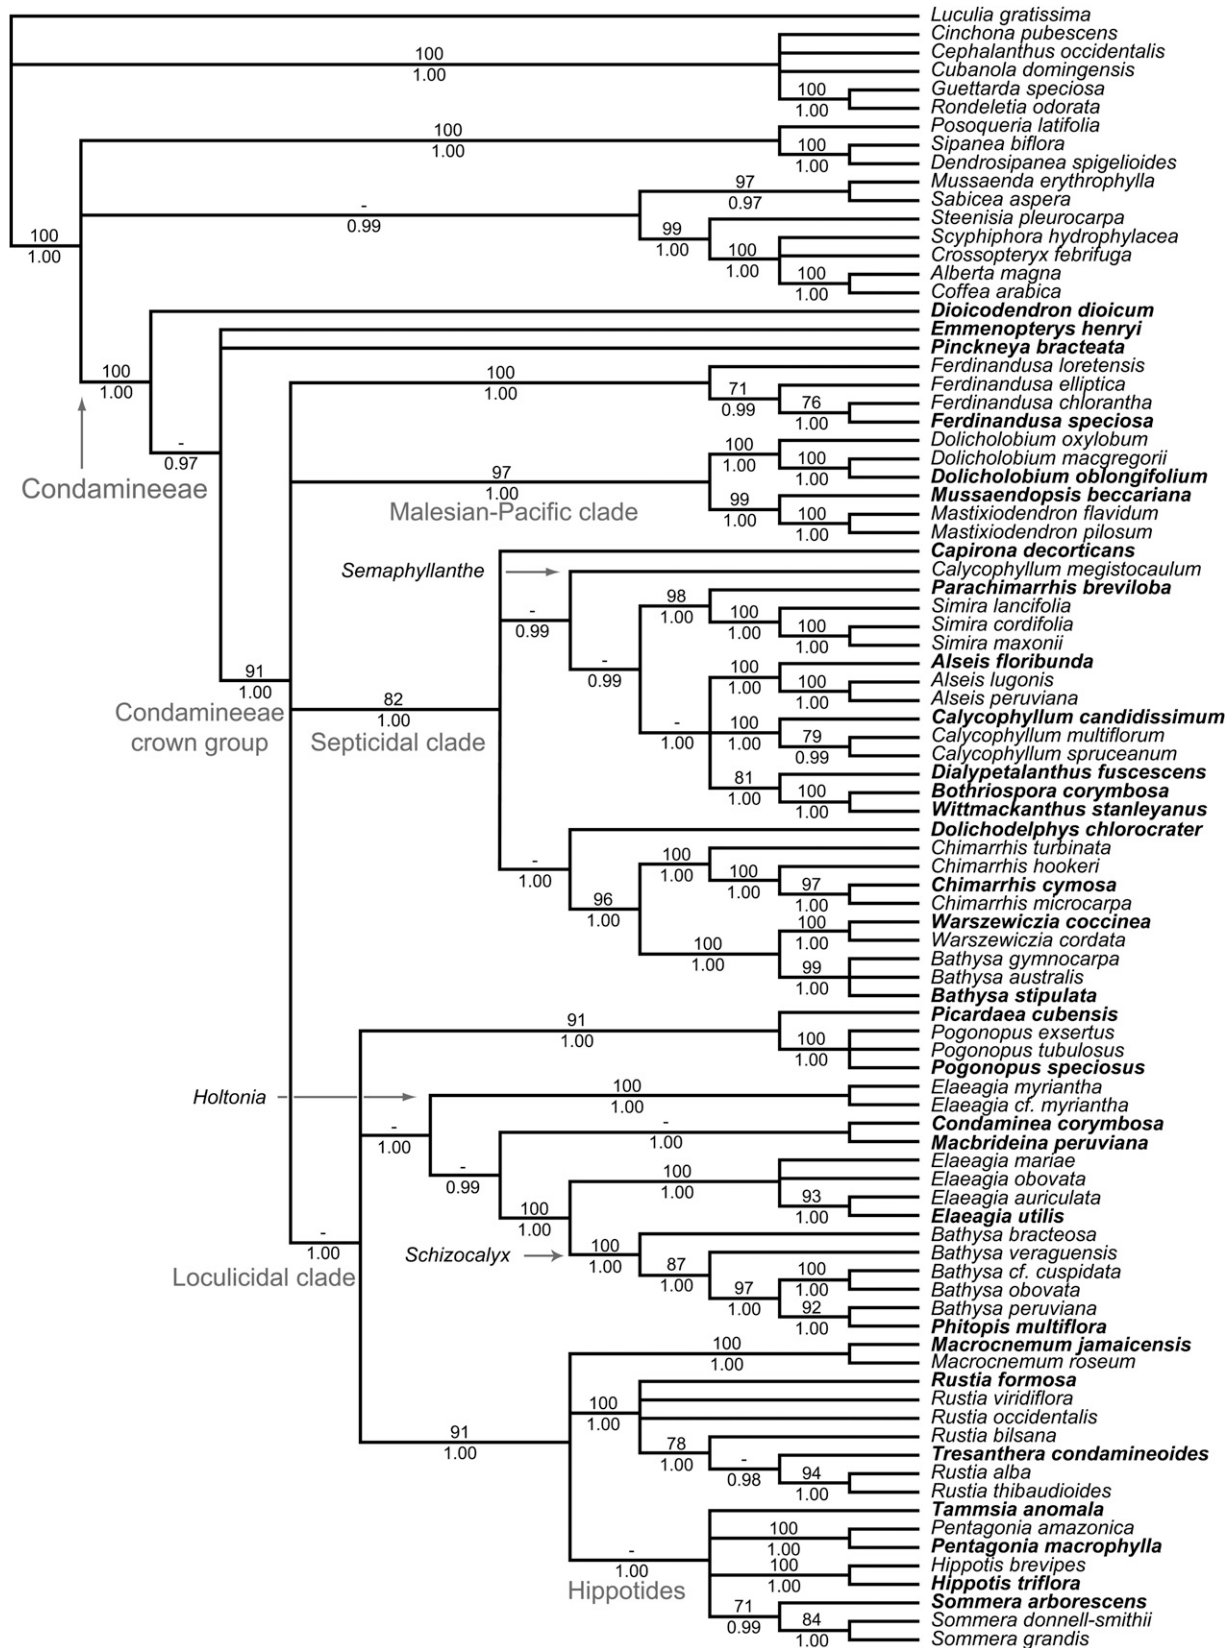 Luculia gratissima
Cinchona pubescens
100
Cephalanthus occidentalis
1.00
Cubanola domingensis
100
Guettarda speciosa
1.00
Rondeletia odorata
100
Posoqueria latifolia
1.00
100
Sipanea biflora
1.00
Dendrosipanea spigelioides
97
Mussaenda erythrophylla
0.97
Sabicea aspera
-
0.99
99
Steenisia pleurocarpa
1.00
100
Scyphiphora hydrophylacea
1.00
Crossopteryx febrifuga
100
1.00
100
Alberta magna
1.00
Coffea arabica
Dioicodendron dioicum
Emmenopterys henryi
Pinckneya bracteata
100
1.00
100
Ferdinandusa loretensis
1.00
71
Ferdinandusa elliptica
0.99
76
Ferdinandusa chlorantha
1.00
Ferdinandusa speciosa
-
0.97
Condamineeae
100
Dolicholobium oxylobum
1.00
100
Dolicholobium macgregorii
1.00
Dolicholobium oblongifolium
97
1.00
Malesian-Pacific clade
99
Mussaendopsis beccariana
1.00
100
Mastixiodendron flavidum
1.00
Mastixiodendron pilosum
Capirona decorticans
Semaphyllanthe
Calycophyllum megistocaulum
-
0.99
98
Parachimarrhis breviloba
1.00
100
Simira lancifolia
1.00
100
Simira cordifolia
1.00
Simira maxonii
-
0.99
100
Alseis floribunda
1.00
100
Alseis lugonis
1.00
Alseis peruviana
91
1.00
Condamineeae
crown group
82
1.00
Septicidal clade
-
1.00
100
Calycophyllum candidissimum
1.00
79
Calycophyllum multiflorum
0.99
Calycophyllum spruceanum
81
Dialypetalanthus fuscescens
1.00
100
Bothriospora corymbosa
1.00
Wittmackanthus stanleyanus
Dolichodelphys chlorocrater
-
1.00
100
Chimarrhis turbinata
1.00
100
Chimarrhis hookeri
1.00
97
Chimarrhis cymosa
1.00
Chimarrhis microcarpa
96
1.00
100
Warszewiczia coccinea
1.00
Warszewiczia cordata
100
1.00
99
Bathysa gymnocarpa
1.00
Bathysa australis
Bathysa stipulata
91
Picardaea cubensis
1.00
100
Pogonopus exsertus
1.00
Pogonopus tubulosus
Pogonopus speciosus
Holtonia
100
Elaeagia myriantha
1.00
Elaeagia cf. myriantha
-
1.00
-
Condaminea corymbosa
1.00
Macbrideina peruviana
-
0.99
100
Elaeagia mariae
1.00
Elaeagia obovata
93
Elaeagia auriculata
1.00
Elaeagia utilis
100
1.00
Schizocalyx
100
Bathysa bracteosa
1.00
87
Bathysa veraguensis
1.00
100
Bathysa cf. cuspidata
1.00
Bathysa obovata
97
1.00
92
Bathysa peruviana
1.00
Phitopis multiflora
-
1.00
Loculicidal clade
100
Macrocnemum jamaicensis
1.00
Macrocnemum roseum
100
Rustia formosa
1.00
Rustia viridiflora
Rustia occidentalis
78
Rustia bilsana
1.00
-
Tresanthera condamineoides
0.98
94
Rustia alba
1.00
Rustia thibaudioides
91
1.00
Tammsia anomala
100
Pentagonia amazonica
1.00
Pentagonia macrophylla
-
1.00
Hippotides
100
Hippotis brevipes
1.00
Hippotis triflora
71
Sommera arborescens
0.99
84
Sommera donnell-smithii
1.00
Sommera grandis